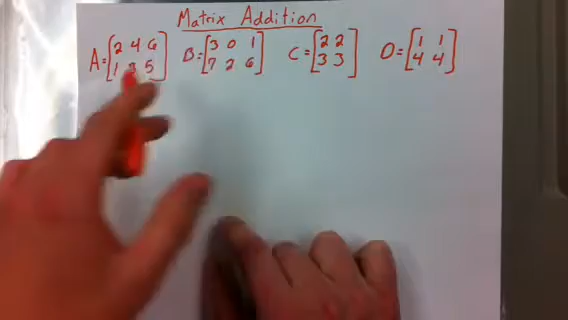 Matrix Addition
A=[2 4 6 B=[3 0 1] C=[2 2] D=[1 1]
1 3 5] 7 2 6 3 3 4 4